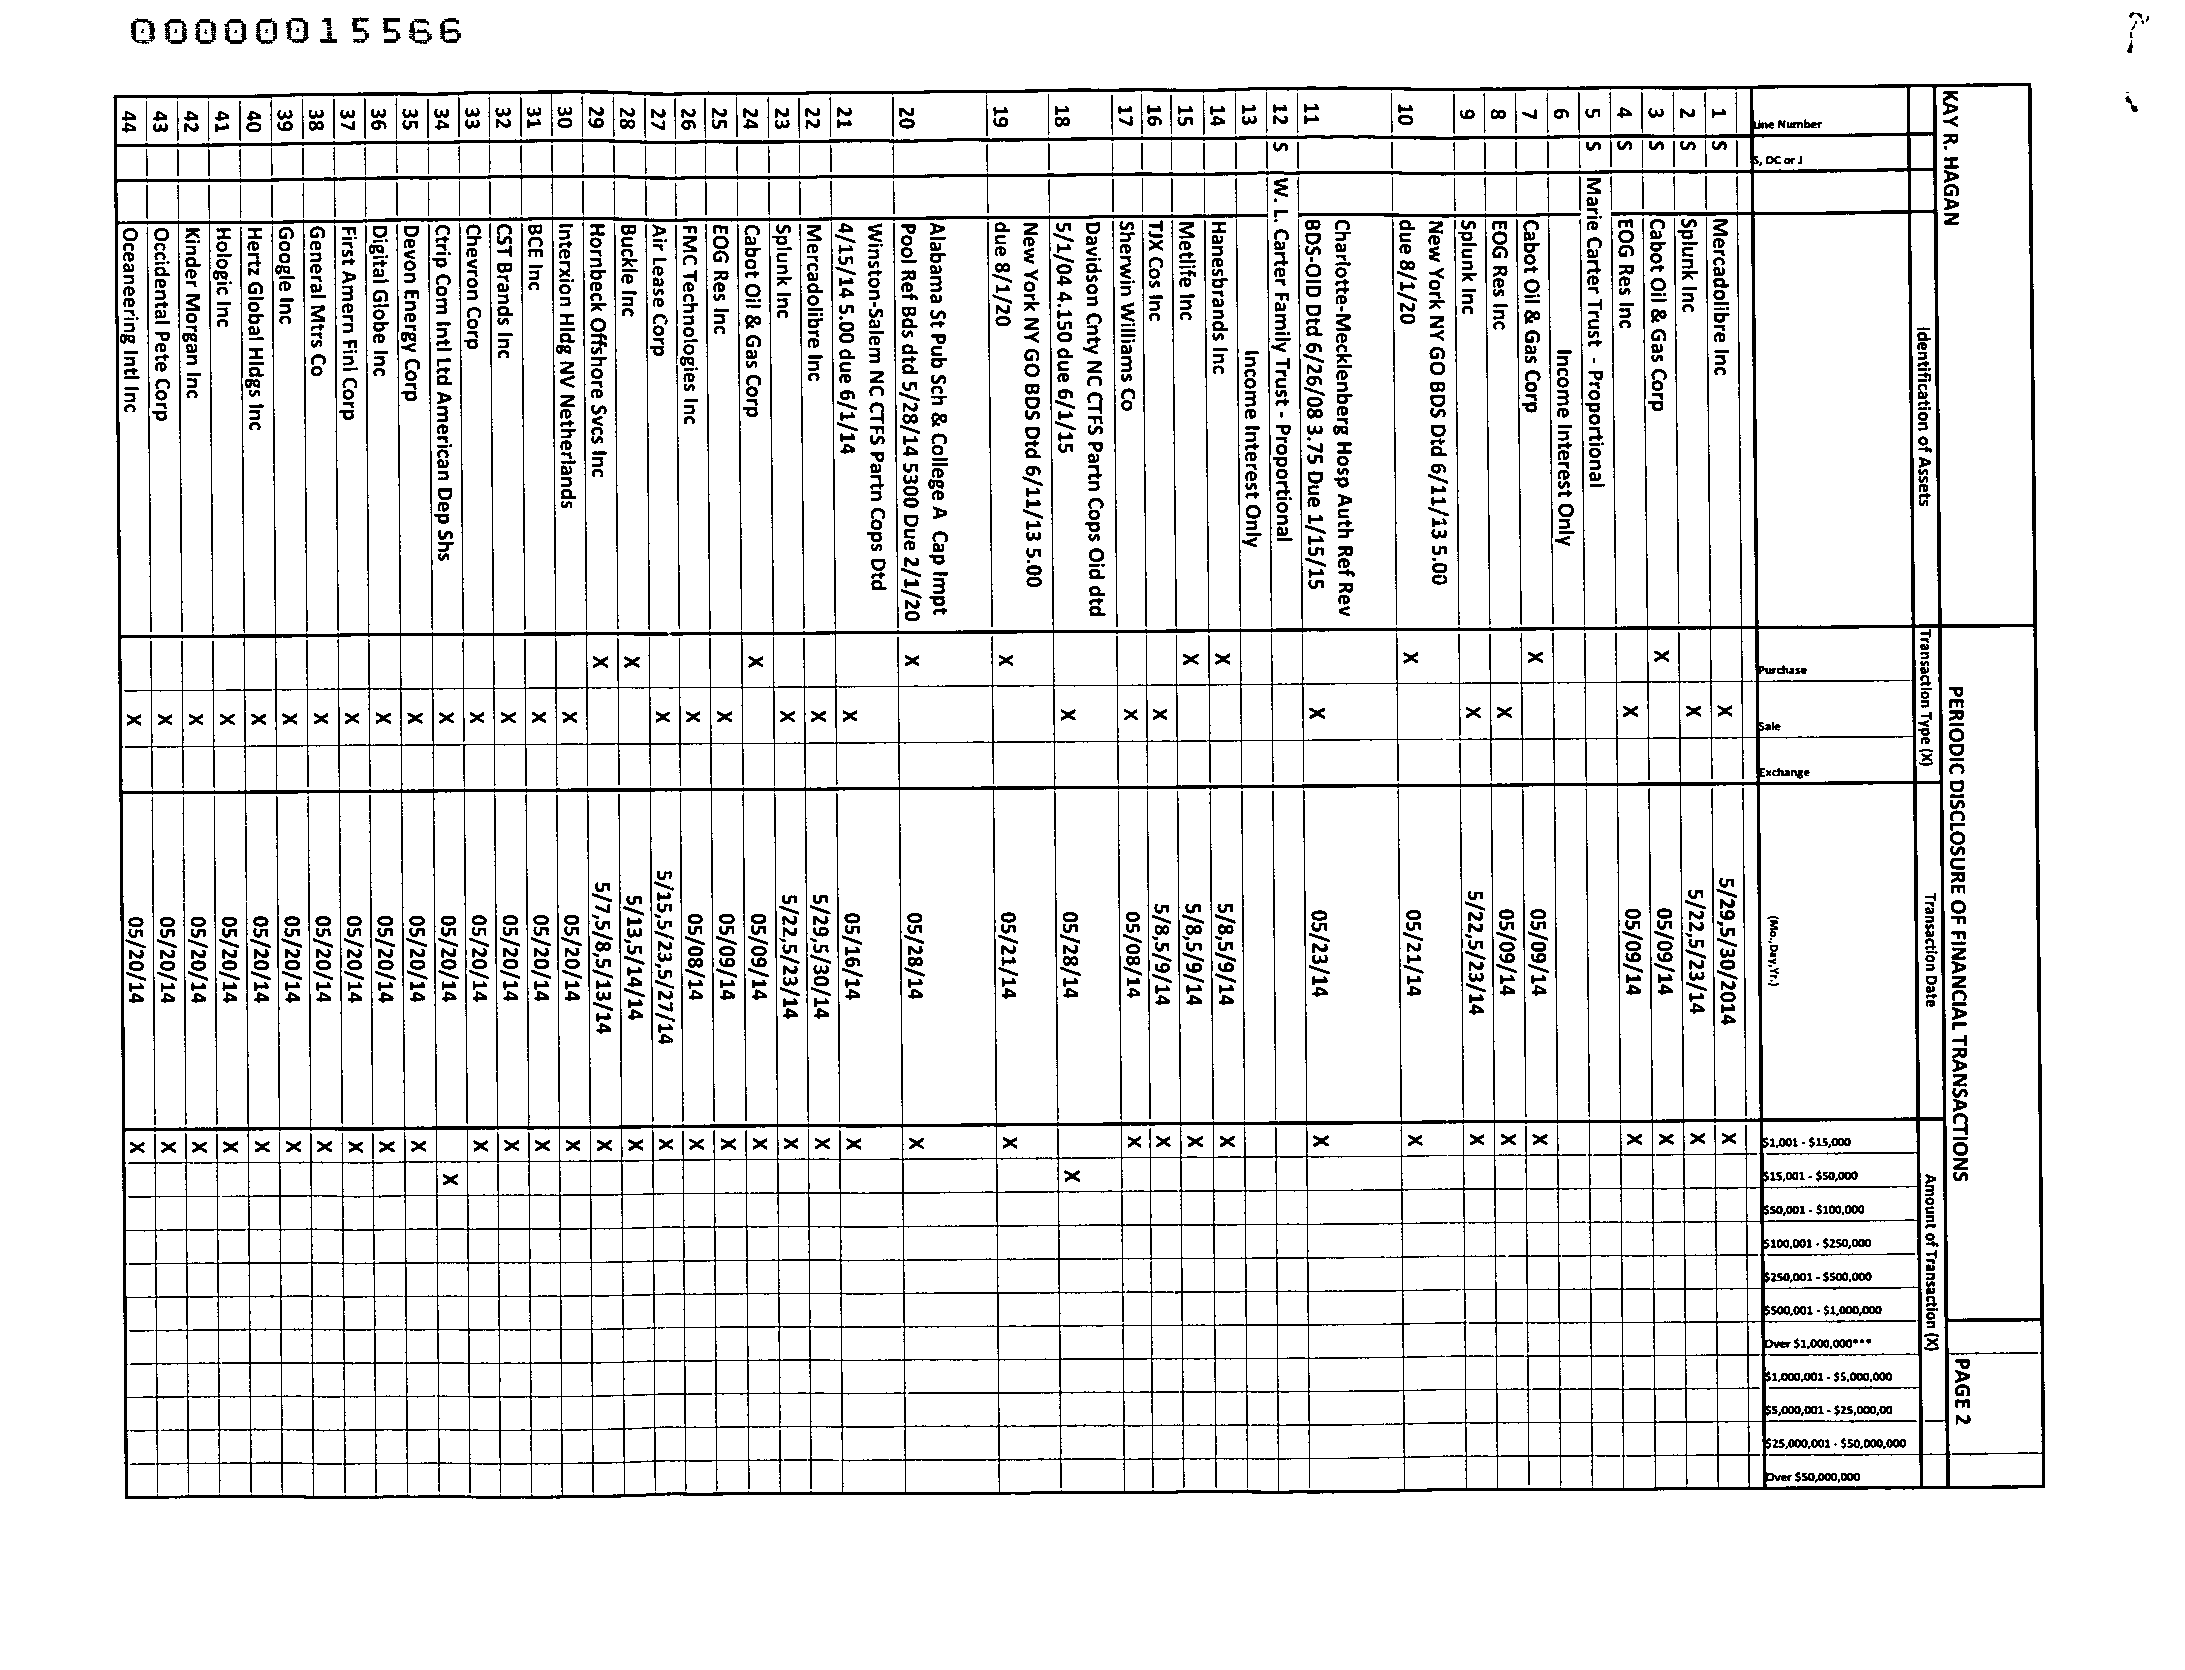 00000015566
KAY R. HAGAN PERIODIC DISCLOSURE OF FINANCIAL TRANSACTIONS PAGE 2
Identification of Assets Transaction Type (X) Transaction Date Amount of Transaction (X)
Line Number S, DC or J Purchase Sale Exchange (Mo., Day, Yr.) $1,001 - $15,000 $15,001 - $50,000 $50,001 - $100,000 $100,001 - $250,000 $250,001 - $500,000 $500,001 - $1,000,000 Over $1,000,000*** $1,000,001 - $5,000,000 $5,000,001 - $25,000,00 $25,000,001 - $50,000,000 Over $50,000,000
1 S Mercadolibre Inc X 5/29,5/30/2014 X
2 S Splunk Inc X 5/22,5/23/14 X
3 S Cabot Oil & Gas Corp X 05/09/14 X
4 S EOG Res Inc X 05/09/14 X
5 S Marie Carter Trust - Proportional
6 Income Interest Only
7 Cabot Oil & Gas Corp X 05/09/14 X
8 EOG Res Inc X 05/09/14 X
9 Splunk Inc X 5/22,5/23/14 X
New York NY GO BDS Dtd 6/11/13 5.00
10 due 8/1/20 X 05/21/14 X
Charlotte-Mecklenberg Hosp Auth Ref Rev
11 BDS-OID Dtd 6/26/08 3.75 Due 1/15/15 X 05/23/14 X
12 S W. L. Carter Family Trust - Proportional
13 Income Interest Only
14 Hanesbrands Inc X 5/8,5/9/14 X
15 Metlife Inc X 5/8,5/9/14 X
16 TJX Cos Inc X 5/8,5/9/14 X
17 Sherwin Williams Co X 05/08/14 X
Davidson Cnty NC CTFS Partn Cops Oid dtd
18 5/1/04 4.150 due 6/1/15 X 05/28/14 X
New York NY GO BDS Dtd 6/11/13 5.00
19 due 8/1/20 X 05/21/14 X
Alabama St Pub Sch & College A Cap Impt
20 Pool Ref Bds dtd 5/28/14 5300 Due 2/1/20 X 05/28/14 X
Winston-Salem NC CTFS Partn Cops Dtd
21 4/15/14 5.00 due 6/1/14 X 05/16/14 X
22 Mercadolibre Inc X 5/29,5/30/14 X
23 Splunk Inc X 5/22,5/23/14 X
24 Cabot Oil & Gas Corp X 05/09/14 X
25 EOG Res Inc X 05/09/14 X
26 FMC Technologies Inc X 05/08/14 X
27 Air Lease Corp X 5/15,5/23,5/27/14 X
28 Buckle Inc X 5/13,5/14/14 X
29 Hornbeck Offshore Svcs Inc X 5/7,5/8,5/13/14 X
30 Interxion Hldg NV Netherlands X 05/20/14 X
31 BCE Inc X 05/20/14 X
32 CST Brands Inc X 05/20/14 X
33 Chevron Corp X 05/20/14 X
34 Ctrip Com Intl Ltd American Dep Shs X 05/20/14 X
35 Devon Energy Corp X 05/20/14 X
36 Digital Globe Inc X 05/20/14 X
37 First Amern Finl Corp X 05/20/14 X
38 General Mtrs Co X 05/20/14 X
39 Google Inc X 05/20/14 X
40 Hertz Global Hldgs Inc X 05/20/14 X
41 Hologic Inc X 05/20/14 X
42 Kinder Morgan Inc X 05/20/14 X
43 Occidental Pete Corp X 05/20/14 X
44 Oceaneering Intl Inc X 05/20/14 X